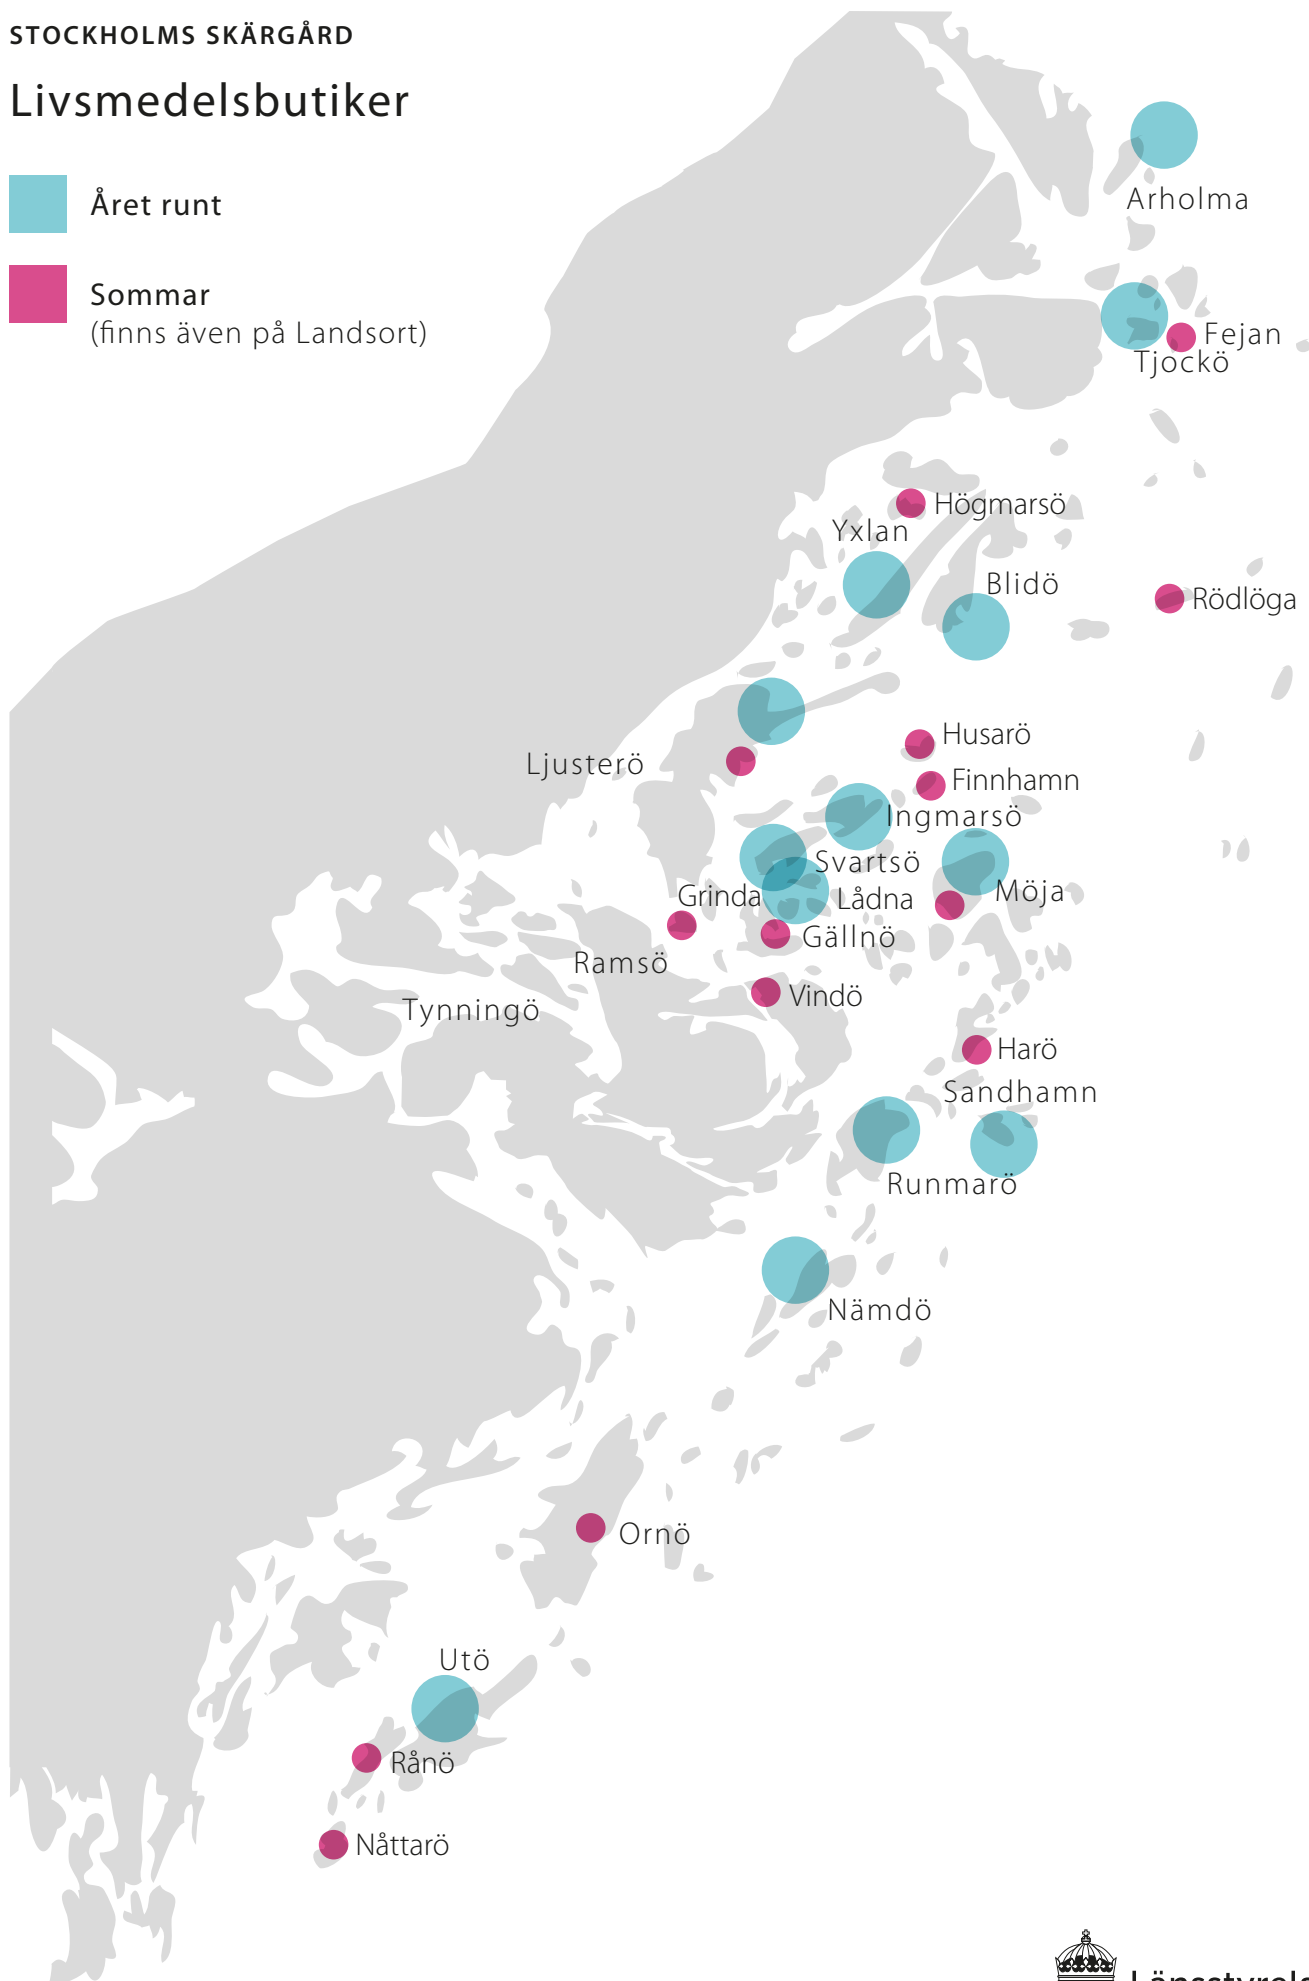 STOCKHOLMS SKÄRGÅRD
Livsmedelsbutiker
Året runt
Sommar
(finns även på Landsort)
Arholma
Fejan
Tjockö
Högmarsö
Yxlan
Blidö
Rödlöga
Husarö
Ljusterö
Finnhamn
Ingmarsö
Svartsö
Grinda
Lådna
Möja
Gällnö
Ramsö
Vindö
Tynningö
Harö
Sandhamn
Runmarö
Nämdö
Ornö
Utö
Rånö
Nåttarö